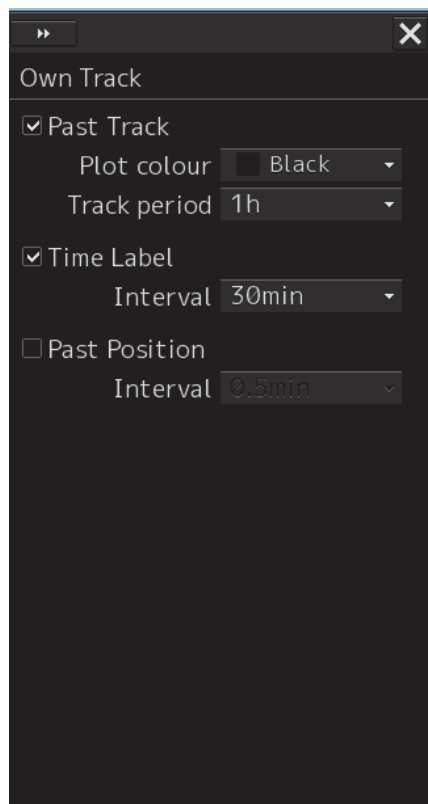 Own Track
Past Track
Plot colour Black
Track period 1h
Time Label
Interval 30min
Past Position
Interval 0.5min